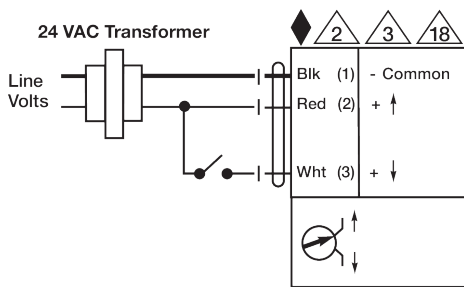 24 VAC Transformer
2 3 18
Line
Volts
Blk (1) - Common
Red (2) +
Wht (3) +